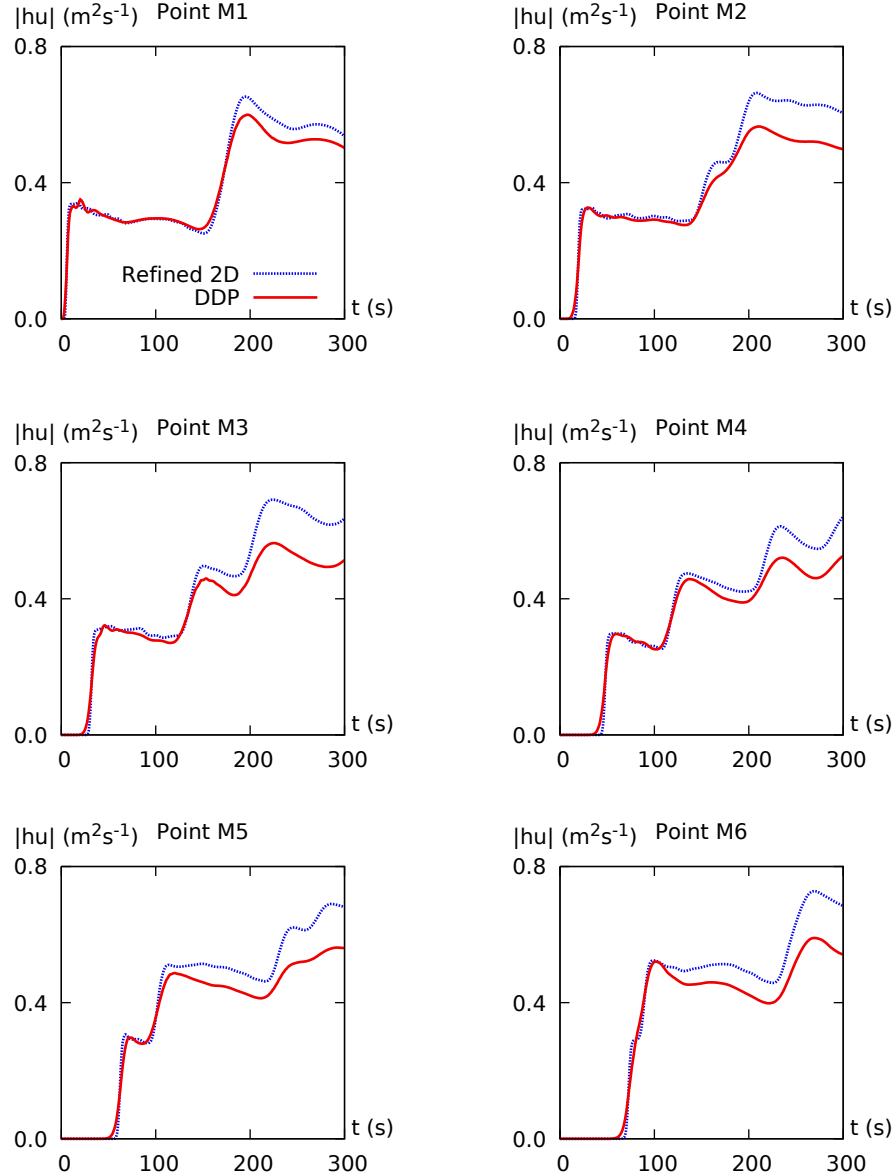 |hu| (m²s⁻¹) Point M1
0.8
0.4
Refined 2D
DDP
t (s)
0.0
0 100 200 300
|hu| (m²s⁻¹) Point M2
0.8
0.4
t (s)
0.0
0 100 200 300
|hu| (m²s⁻¹) Point M3
0.8
0.4
t (s)
0.0
0 100 200 300
|hu| (m²s⁻¹) Point M4
0.8
0.4
t (s)
0.0
0 100 200 300
|hu| (m²s⁻¹) Point M5
0.8
0.4
t (s)
0.0
0 100 200 300
|hu| (m²s⁻¹) Point M6
0.8
0.4
t (s)
0.0
0 100 200 300